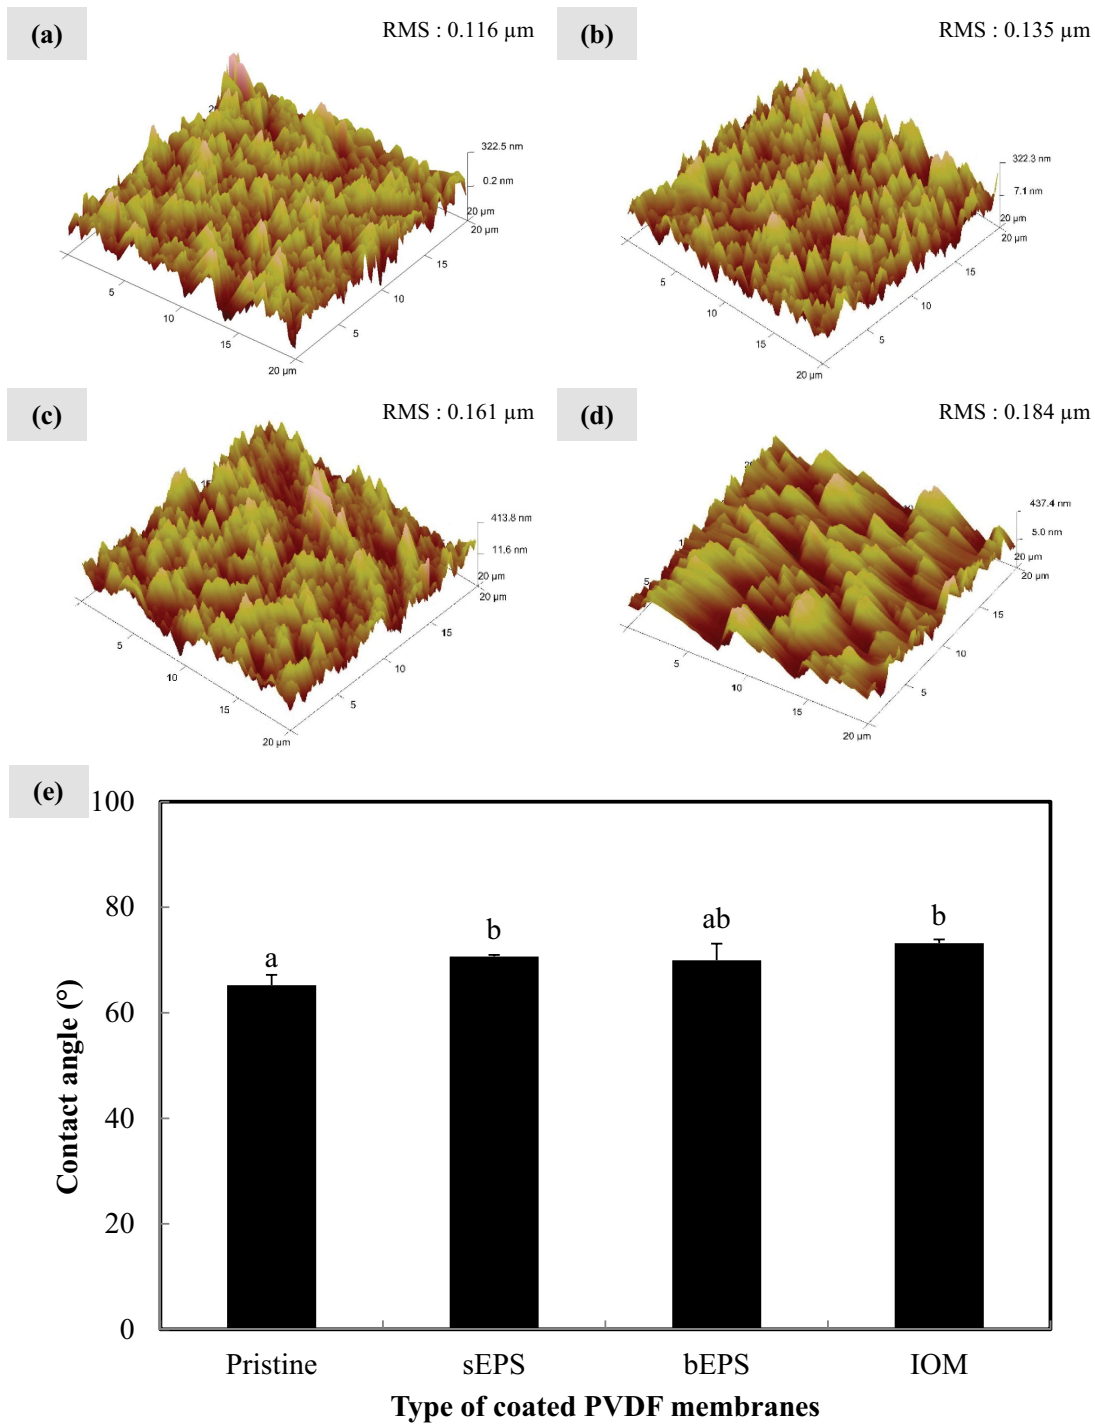 (a)
RMS : 0.116 µm
322.5 nm
0.2 nm
20 µm
20 µm
15
10
5
5
10
15
20 µm
(b)
RMS : 0.135 µm
322.3 nm
7.1 nm
20 µm
20 µm
15
10
5
5
10
15
20 µm
(c)
RMS : 0.161 µm
413.8 nm
11.6 nm
20 µm
20 µm
15
10
5
5
10
15
20 µm
(d)
RMS : 0.184 µm
437.4 nm
5.0 nm
20 µm
20 µm
15
10
5
5
10
15
20 µm
(e)
100
80
60
40
20
0
Contact angle (°)
a
b
ab
b
Pristine
sEPS
bEPS
IOM
Type of coated PVDF membranes